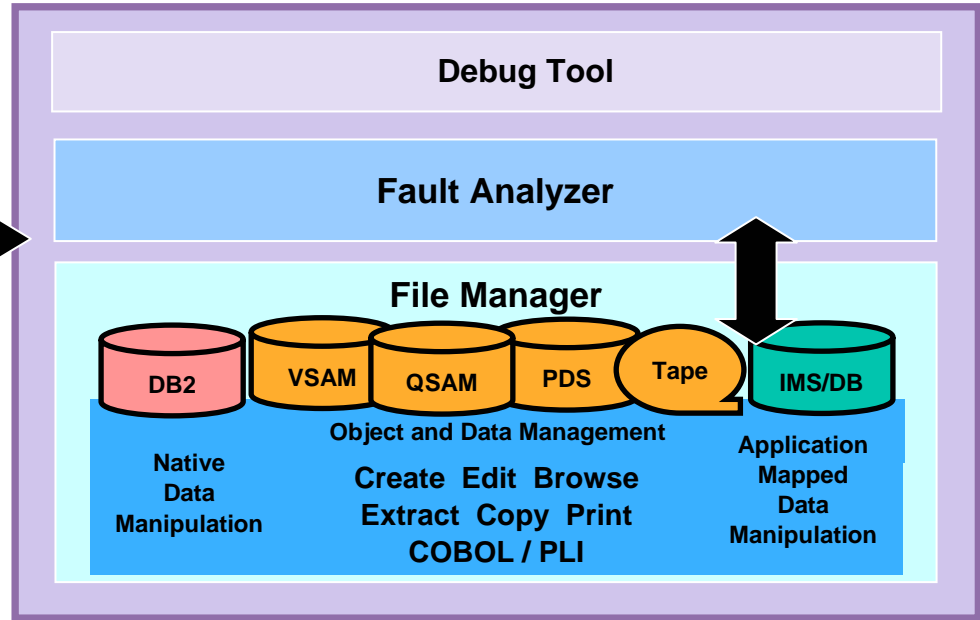 Debug Tool
Fault Analyzer
File Manager
DB2
VSAM
QSAM
PDS
Tape
IMS/DB
Object and Data Management
Native
Data
Manipulation
Create Edit Browse
Extract Copy Print
COBOL / PLI
Application
Mapped
Data
Manipulation